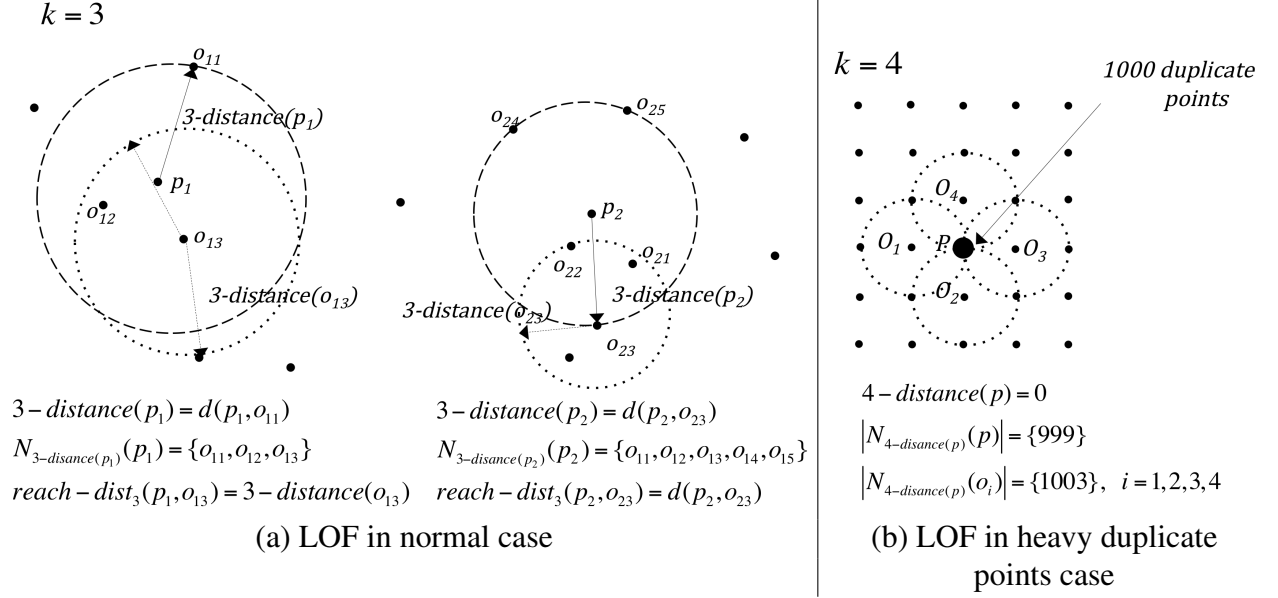 k = 3
o11
3-distance(p1)
p1
o12
o13
3-distance(o13)
o24
o25
p2
o22
o21
3-distance(p2)
3-distance(o23)
o23
3−distance(p1) = d(p1,o11)
N3−disance(p1)(p1) = {o11,o12,o13}
reach−dist3(p1,o13) = 3−distance(o13)
3−distance(p2) = d(p2,o23)
N3−disance(p2)(p2) = {o11,o12,o13,o14,o15}
reach−dist3(p2,o23) = d(p2,o23)
(a) LOF in normal case
k = 4
1000 duplicate
points
O4
O1
P
O3
O2
4−distance(p) = 0
|N4−disance(p)(p)| = {999}
|N4−disance(p)(oi)| = {1003}, i = 1,2,3,4
(b) LOF in heavy duplicate
points case